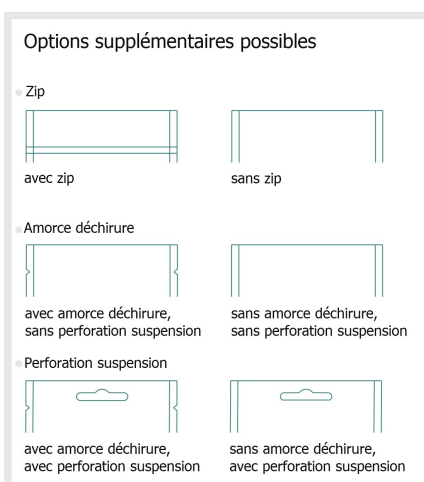 Options supplémentaires possibles
Zip
avec zip
sans zip
Amorce déchirure
avec amorce déchirure,
sans perforation suspension
sans amorce déchirure,
sans perforation suspension
Perforation suspension
avec amorce déchirure,
avec perforation suspension
sans amorce déchirure,
avec perforation suspension